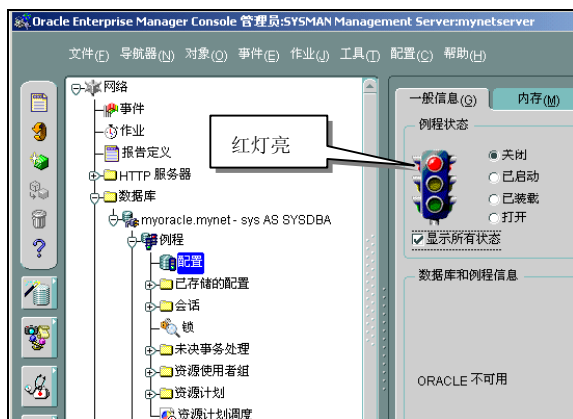 Oracle Enterprise Manager Console 管理员:SYSMAN Management Server:mynetserver
文件(F) 导航器(N) 对象(O) 事件(E) 作业(J) 工具(T) 配置(C) 帮助(H)
网络
事件
作业
报告定义
HTTP 服务器
数据库
myoracle.mynet - sys AS SYSDBA
例程
配置
已存储的配置
会话
锁
未决事务处理
资源使用者组
资源计划
资源计划调度
红灯亮
一般信息(G) 内存(M)
例程状态
关闭
已启动
已装载
打开
显示所有状态
数据库和例程信息
ORACLE 不可用